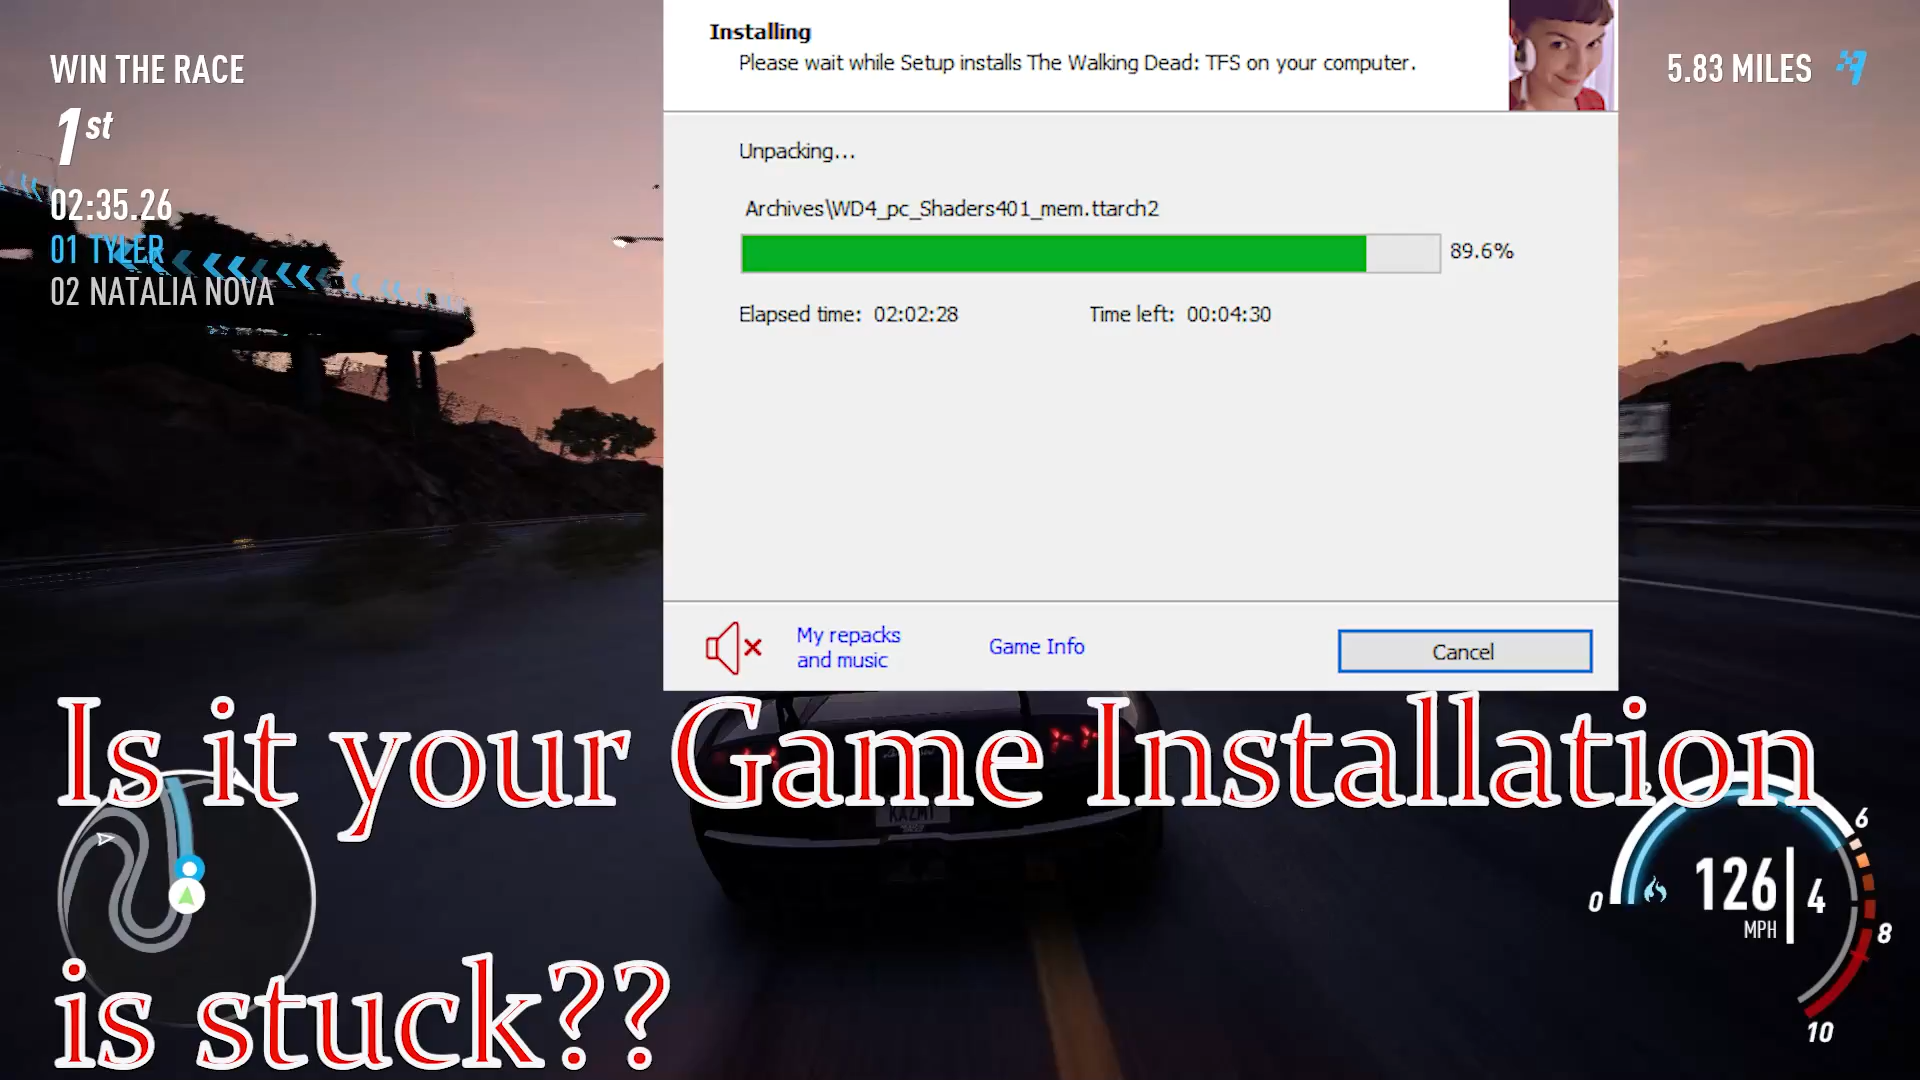 WIN THE RACE
1st
02:35.26
01 TYLER
02 NATALIA NOVA
5.83 MILES
Installing
Please wait while Setup installs The Walking Dead: TFS on your computer.
Unpacking...
Archives\WD4_pc_Shaders401_mem.ttarch2
89.6%
Elapsed time: 02:02:28
Time left: 00:04:30
My repacks
and music
Game Info
Cancel
Is it your Game Installation
is stuck??
KAZMI
0
6
8
10
126
MPH
4